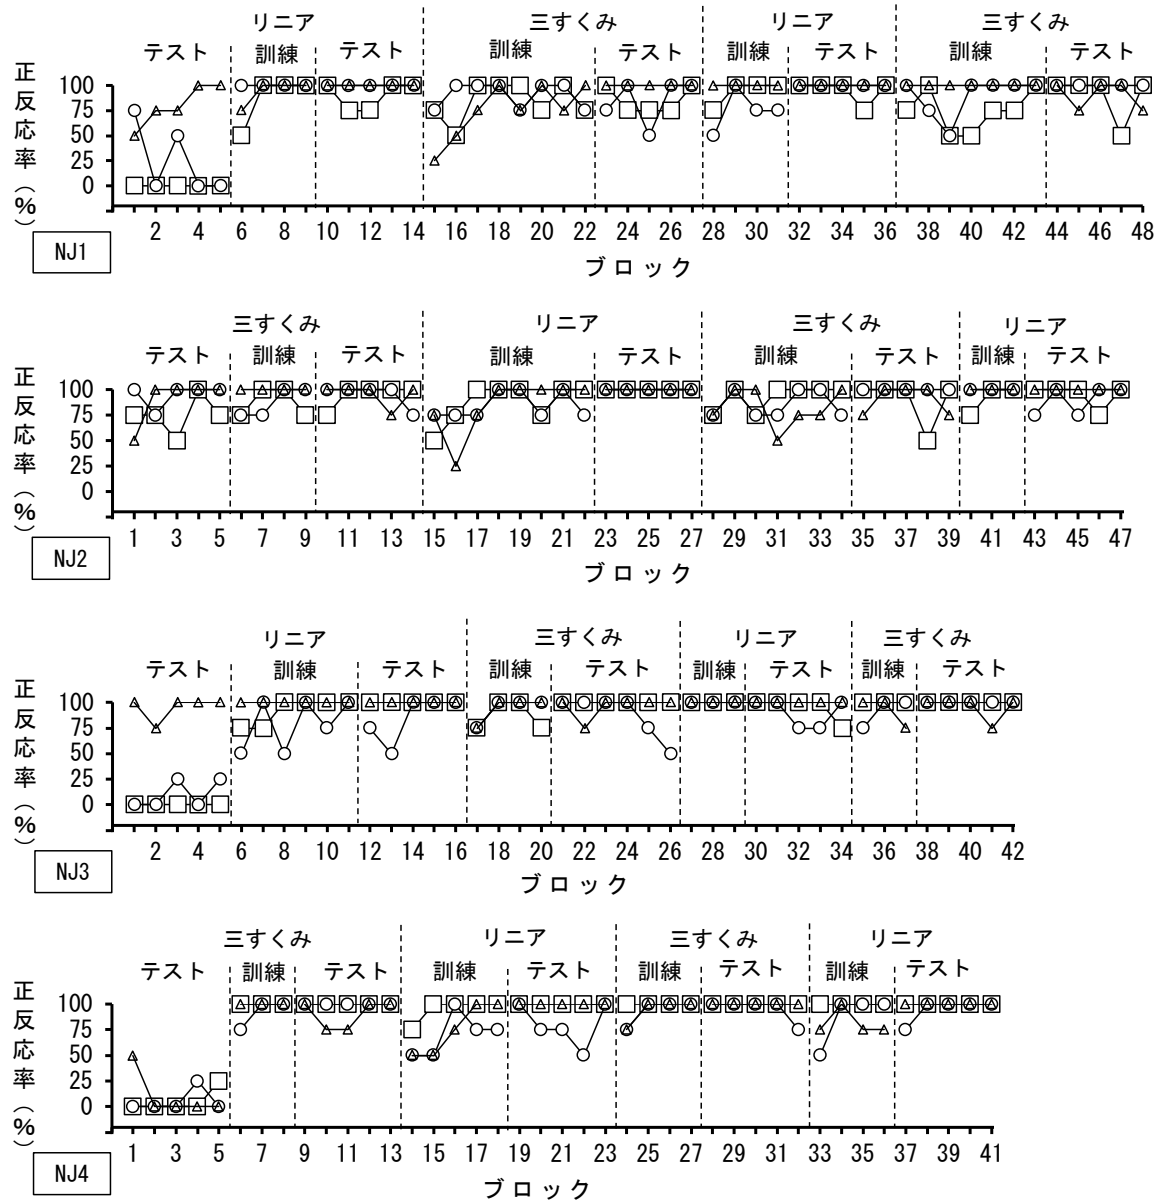 リニア 三すくみ リニア 三すくみ
テスト 訓練 テスト 訓練 テスト 訓練 テスト 訓練 テスト
正反応率（%）
100
75
50
25
0
2 4 6 8 10 12 14 16 18 20 22 24 26 28 30 32 34 36 38 40 42 44 46 48
NJ1
ブロック
三すくみ リニア 三すくみ リニア
テスト 訓練 テスト 訓練 テスト 訓練 テスト 訓練 テスト
正反応率（%）
100
75
50
25
0
1 3 5 7 9 11 13 15 17 19 21 23 25 27 29 31 33 35 37 39 41 43 45 47
NJ2
ブロック
リニア 三すくみ リニア 三すくみ
テスト 訓練 テスト 訓練 テスト 訓練 テスト 訓練 テスト
正反応率（%）
100
75
50
25
0
2 4 6 8 10 12 14 16 18 20 22 24 26 28 30 32 34 36 38 40 42
NJ3
ブロック
三すくみ リニア 三すくみ リニア
テスト 訓練 テスト 訓練 テスト 訓練 テスト 訓練 テスト
正反応率（%）
100
75
50
25
0
1 3 5 7 9 11 13 15 17 19 21 23 25 27 29 31 33 35 37 39 41
NJ4
ブロック